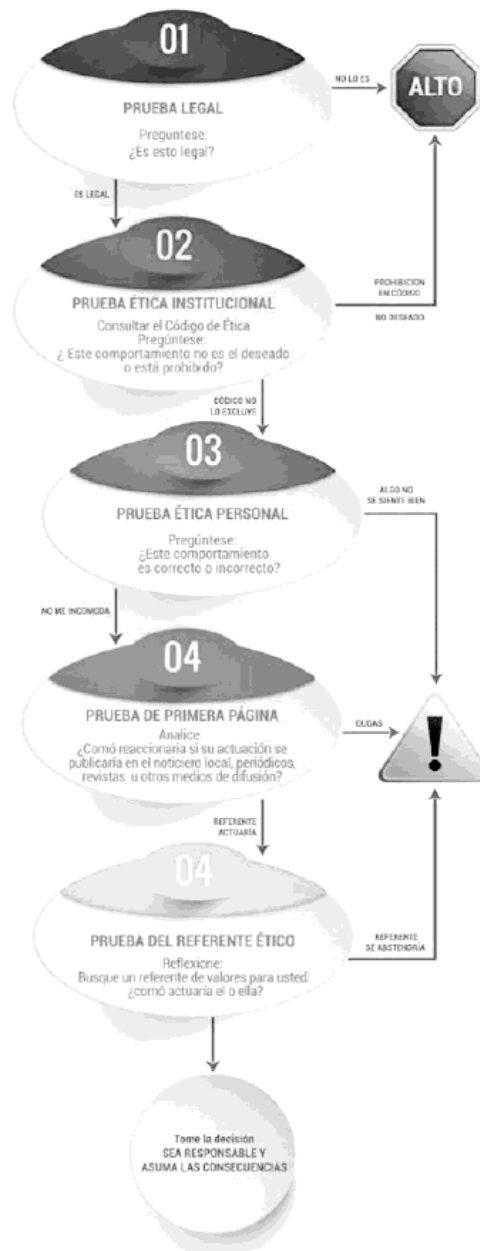 01
NO LO ES
ALTO
PRUEBA LEGAL
Pregúntese:
¿Es esto legal?
ES LEGAL
02
PRUEBA ÉTICA INSTITUCIONAL
Consultar el Código de Ética
Pregúntese:
¿ Este comportamiento no es el deseado
o está prohibido?
PROHIBICION
EN CÓDIGO
NO DESEADO
CÓDIGO NO
LO EXCLUYE
03
PRUEBA ÉTICA PERSONAL
Pregúntese:
¿Este comportamiento
es correcto o incorrecto?
ALGO NO
SE SIENTE BIEN
NO ME INCOMODA
04
PRUEBA DE PRIMERA PÁGINA
Analice:
¿Comó reaccionaria si su actuación se
publicaría en el noticiero local, periódicos,
revistas u otros medios de difusión?
DUDAS
!
REFERENTE
ACTUARÍA
04
PRUEBA DEL REFERENTE ÉTICO
Reflexione:
Busque un referente de valores para usted
¿comó actuaría el o ella?
REFERENTE
SE ABSTENDRÍA
Tome la decisión
SEA RESPONSABLE Y
ASUMA LAS CONSECUENCIAS